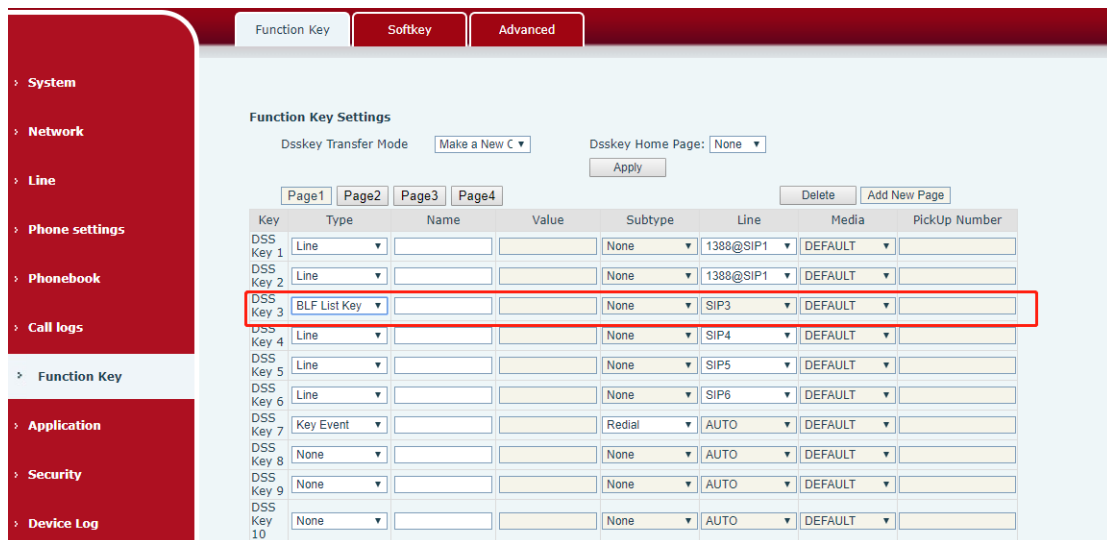 Function Key Softkey Advanced
System
Network
Line
Phone settings
Phonebook
Call logs
Function Key
Application
Security
Device Log
Function Key Settings
Dsskey Transfer Mode Make a New C Dsskey Home Page: None
Apply
Page1 Page2 Page3 Page4 Delete Add New Page
Key Type Name Value Subtype Line Media PickUp Number
DSS Key 1 Line None 1388@SIP1 DEFAULT
DSS Key 2 Line None 1388@SIP1 DEFAULT
DSS Key 3 BLF List Key None SIP3 DEFAULT
DSS Key 4 Line None SIP4 DEFAULT
DSS Key 5 Line None SIP5 DEFAULT
DSS Key 6 Line None SIP6 DEFAULT
DSS Key 7 Key Event Redial AUTO DEFAULT
DSS Key 8 None None AUTO DEFAULT
DSS Key 9 None None AUTO DEFAULT
DSS Key 10 None None AUTO DEFAULT